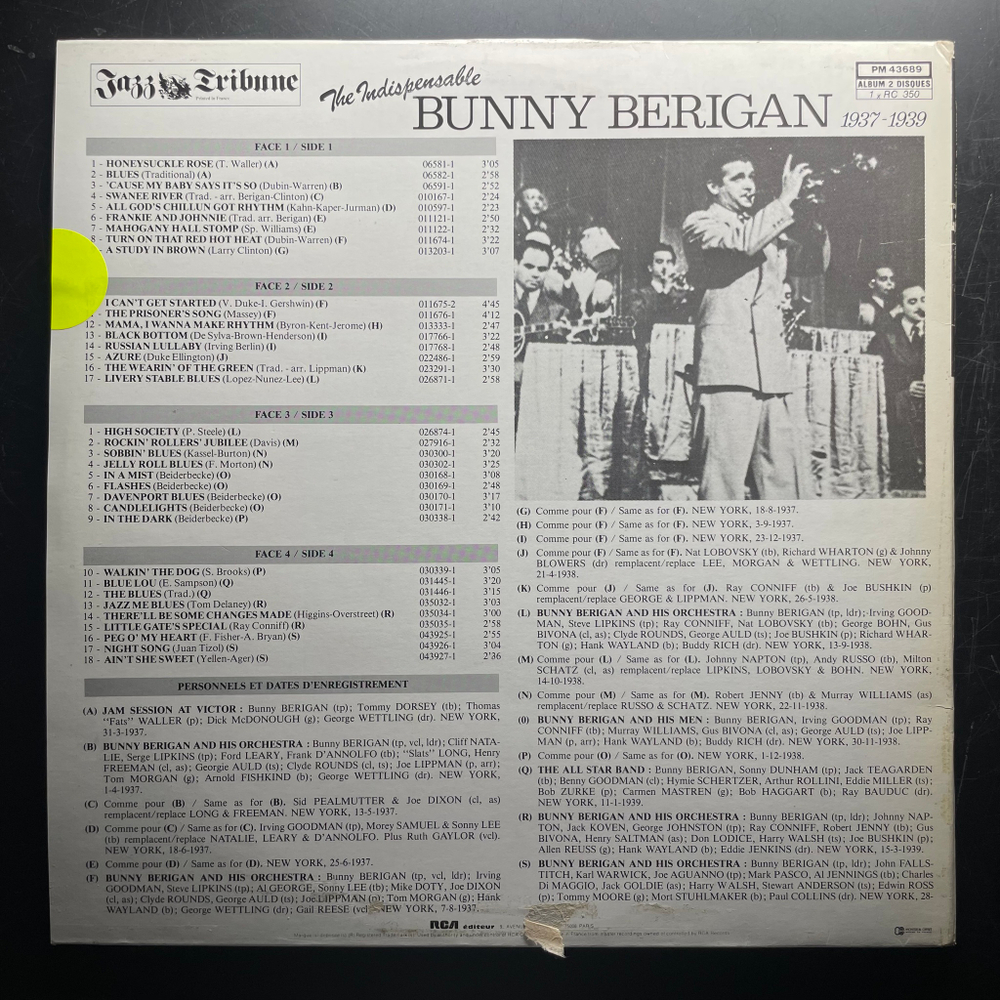 Jazz Tribune
Printed in France
The Indispensable
BUNNY BERIGAN 1937-1939
PM 43689
ALBUM 2 DISQUES
1 x RC 350
FACE 1 / SIDE 1
1 - HONEYSUCKLE ROSE (T. Waller) (A) 06581-1 3'05
2 - BLUES (Traditional) (A) 06582-1 2'58
3 - 'CAUSE MY BABY SAYS IT'S SO (Dubin-Warren) (B) 06591-1 2'52
4 - SWANEE RIVER (Trad. - arr. Berigan-Clinton) (C) 010167-1 2'24
5 - ALL GOD'S CHILLUN GOT RHYTHM (Kahn-Kaper-Jurman) (D) 010597-1 2'23
6 - FRANKIE AND JOHNNIE (Trad. arr. Berigan) (E) 011121-1 2'50
7 - MAHOGANY HALL STOMP (Sp. Williams) (E) 011122-1 2'32
8 - TURN ON THAT RED HOT HEAT (Dubin-Warren) (F) 011674-1 3'22
A STUDY IN BROWN (Larry Clinton) (G) 013203-1 3'07
FACE 2 / SIDE 2
I CAN'T GET STARTED (V. Duke-I. Gershwin) (F) 011675-2 4'45
- THE PRISONER'S SONG (Massey) (F) 011676-1 4'12
12 - MAMA, I WANNA MAKE RHYTHM (Byron-Kent-Jerome) (H) 013333-1 2'47
13 - BLACK BOTTOM (De Sylva-Brown-Henderson) (I) 017766-1 3'22
14 - RUSSIAN LULLABY (Irving Berlin) (I) 017768-1 2'48
15 - AZURE (Duke Ellington) (J) 022486-1 2'59
16 - THE WEARIN' OF THE GREEN (Trad. - arr. Lippman) (K) 023291-1 3'30
17 - LIVERY STABLE BLUES (Lopez-Nunez-Lee) (L) 026871-1 2'58
FACE 3 / SIDE 3
1 - HIGH SOCIETY (P. Steele) (L) 026874-1 2'45
2 - ROCKIN' ROLLERS' JUBILEE (Davis) (M) 027916-1 2'32
3 - SOBBIN' BLUES (Kassel-Burton) (N) 030300-1 3'20
4 - JELLY ROLL BLUES (F. Morton) (N) 030302-1 3'25
5 - IN A MIST (Beiderbecke) (O) 030168-1 3'08
6 - FLASHES (Beiderbecke) (O) 030169-1 2'48
7 - DAVENPORT BLUES (Beiderbecke) (O) 030170-1 3'17
8 - CANDLELIGHTS (Beiderbecke) (O) 030171-1 3'10
9 - IN THE DARK (Beiderbecke) (P) 030338-1 2'42
FACE 4 / SIDE 4
10 - WALKIN' THE DOG (S. Brooks) (P) 030339-1 3'05
11 - BLUE LOU (E. Sampson) (Q) 031445-1 3'20
12 - THE BLUES (Trad.) (Q) 031446-1 3'15
13 - JAZZ ME BLUES (Tom Delaney) (R) 035032-1 3'03
14 - THERE'LL BE SOME CHANGES MADE (Higgins-Overstreet) (R) 035034-1 3'00
15 - LITTLE GATE'S SPECIAL (Ray Conniff) (R) 035035-1 2'58
16 - PEG O' MY HEART (F. Fisher-A. Bryan) (S) 043925-1 2'55
17 - NIGHT SONG (Juan Tizol) (S) 043926-1 3'04
18 - AIN'T SHE SWEET (Yellen-Ager) (S) 043927-1 2'36
PERSONNELS ET DATES D'ENREGISTREMENT
(A) JAM SESSION AT VICTOR : Bunny BERIGAN (tp); Tommy DORSEY (tb); Thomas
"Fats" WALLER (p); Dick McDONOUGH (g); George WETTLING (dr). NEW YORK,
31-3-1937.
(B) BUNNY BERIGAN AND HIS ORCHESTRA : Bunny BERIGAN (tp, vcl, ldr); Cliff NATA-
LIE, Serge LIPKINS (tp); Ford LEARY, Frank D'ANNOLFO (tb); "Slats" LONG, Henry
FREEMAN (cl, as); Georgie AULD (ts); Clyde ROUNDS (cl, ts); Joe LIPPMAN (p, arr);
Tom MORGAN (g); Arnold FISHKIND (b); George WETTLING (dr). NEW YORK,
1-4-1937.
(C) Comme pour (B) / Same as for (B). Sid PEALMUTTER & Joe DIXON (cl, as)
remplacent/replace LONG & FREEMAN. NEW YORK, 13-5-1937.
(D) Comme pour (C) / Same as for (C). Irving GOODMAN (tp), Morey SAMUEL & Sonny LEE
(tb) remplacent/replace NATALIE, LEARY & D'ANNOLFO. Plus Ruth GAYLOR (vcl).
NEW YORK, 18-6-1937.
(E) Comme pour (D) / Same as for (D). NEW YORK, 25-6-1937.
(F) BUNNY BERIGAN AND HIS ORCHESTRA : Bunny BERIGAN (tp, vcl, ldr); Irving
GOODMAN, Steve LIPKINS (tp); Al GEORGE, Sonny LEE (tb); Mike DOTY, Joe DIXON
(cl, as); Clyde ROUNDS, George AULD (ts); Joe LIPPMAN (p); Tom MORGAN (g); Hank
WAYLAND (b); George WETTLING (dr); Gail REESE (vcl). NEW YORK, 7-8-1937.
(G) Comme pour (F) / Same as for (F). NEW YORK, 18-8-1937.
(H) Comme pour (F) / Same as for (F). NEW YORK, 3-9-1937.
(I) Comme pour (F) / Same as for (F). NEW YORK, 23-12-1937.
(J) Comme pour (F) / Same as for (F). Nat LOBOVSKY (tb), Richard WHARTON (g) & Johnny
BLOWERS (dr) remplacent/replace LEE, MORGAN & WETTLING. NEW YORK,
21-4-1938.
(K) Comme pour (J) / Same as for (J). Ray CONNIFF (tb) & Joe BUSHKIN (p)
remplacent/replace GEORGE & LIPPMAN. NEW YORK, 26-5-1938.
(L) BUNNY BERIGAN AND HIS ORCHESTRA : Bunny BERIGAN (tp, ldr); Irving GOOD-
MAN, Steve LIPKINS (tp); Ray CONNIFF, Nat LOBOVSKY (tb); George BOHN, Gus
BIVONA (cl, as); Clyde ROUNDS, George AULD (ts); Joe BUSHKIN (p); Richard WHAR-
TON (g); Hank WAYLAND (b); Buddy RICH (dr). NEW YORK, 13-9-1938.
(M) Comme pour (L) / Same as for (L). Johnny NAPTON (tp), Andy RUSSO (tb), Milton
SCHATZ (cl, as) remplacent/replace LIPKINS, LOBOVSKY & BOHN. NEW YORK,
14-10-1938.
(N) Comme pour (M) / Same as for (M). Robert JENNY (tb) & Murray WILLIAMS (as)
remplacent/replace RUSSO & SCHATZ. NEW YORK, 22-11-1938.
(0) BUNNY BERIGAN AND HIS MEN : Bunny BERIGAN, Irving GOODMAN (tp); Ray
CONNIFF (tb); Murray WILLIAMS, Gus BIVONA (cl, as); George AULD (ts); Joe LIPP-
MAN (p, arr); Hank WAYLAND (b); Buddy RICH (dr). NEW YORK, 30-11-1938.
(P) Comme pour (O) / Same as for (O). NEW YORK, 1-12-1938.
(Q) THE ALL STAR BAND : Bunny BERIGAN, Sonny DUNHAM (tp); Jack TEAGARDEN
(tb); Benny GOODMAN (cl); Hymie SCHERTZER, Arthur ROLLINI, Eddie MILLER (ts);
Bob ZURKE (p); Carmen MASTREN (g); Bob HAGGART (b); Ray BAUDUC (dr).
NEW YORK, 11-1-1939.
(R) BUNNY BERIGAN AND HIS ORCHESTRA : Bunny BERIGAN (tp, ldr); Johnny NAP-
TON, Jack KOVEN, George JOHNSTON (tp); Ray CONIFF, Robert JENNY (tb); Gus
BIVONA, Henry SALTMAN (as); Don LODICE, Harry WALSH (ts); Joe BUSHKIN (p);
Allen REUSS (g); Hank WAYLAND (b); Eddie JENKINS (dr). NEW YORK, 15-3-1939.
(S) BUNNY BERIGAN AND HIS ORCHESTRA : Bunny BERIGAN (tp, ldr); John FALLS-
TITCH, Karl WARWICK, Joe AGUANNO (tp); Mark PASCO, Al JENNINGS (tb); Charles
Di MAGGIO, Jack GOLDIE (as); Harry WALSH, Stewart ANDERSON (ts); Edwin ROSS
(p); Tommy MOORE (g); Mort STUHLMAKER (b); Paul COLLINS (dr). NEW YORK, 28-
RCA éditeur